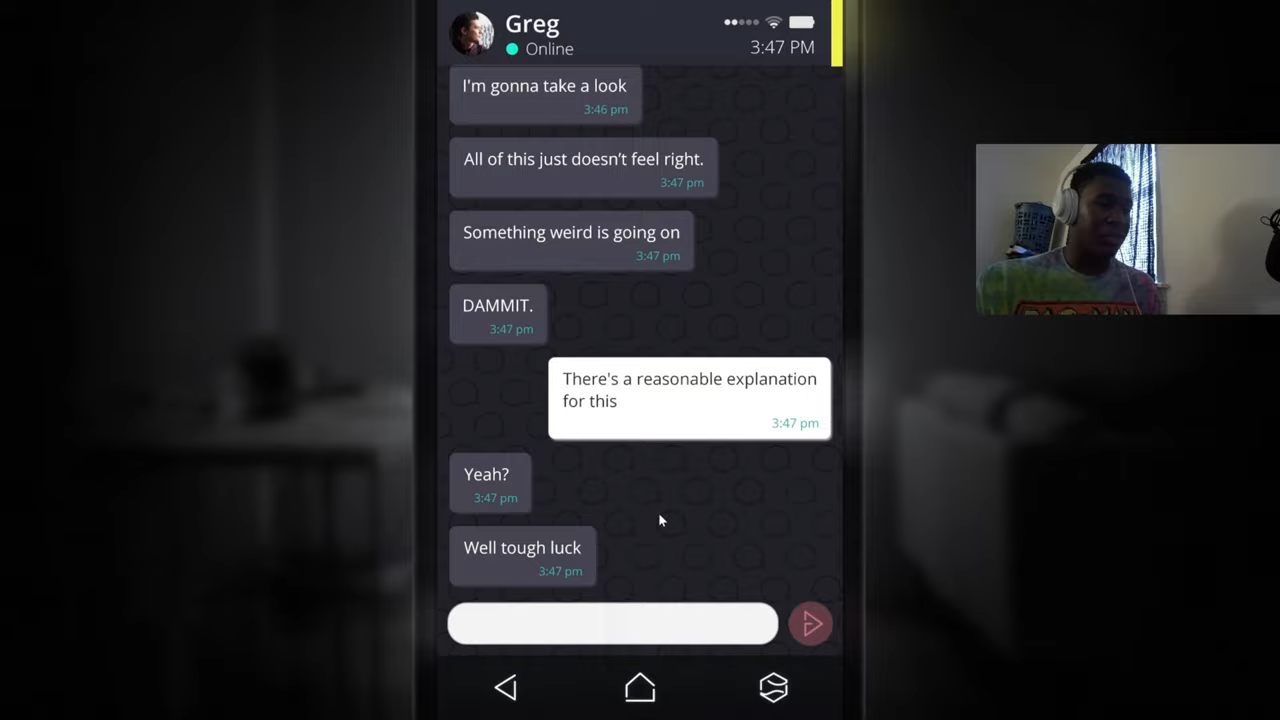 Greg
Online
3:47 PM
I'm gonna take a look
3:46 pm
All of this just doesn't feel right.
3:47 pm
Something weird is going on
3:47 pm
DAMMIT.
3:47 pm
There's a reasonable explanation
for this
3:47 pm
Yeah?
3:47 pm
Well tough luck
3:47 pm